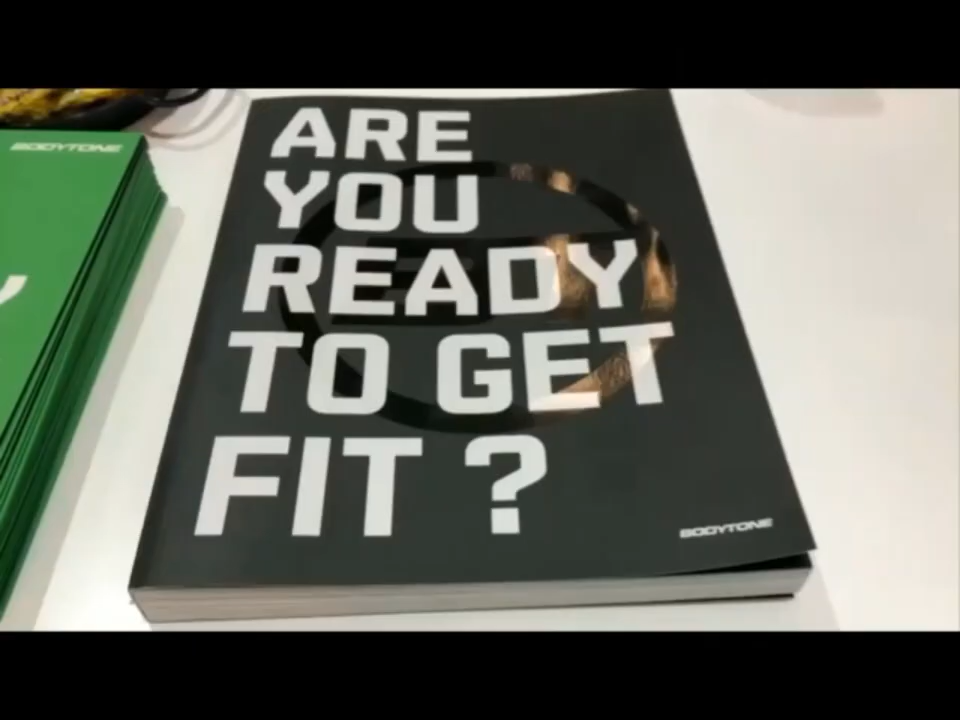 BODYTONE
ARE
YOU
READY
TO GET
FIT ?
BODYTONE